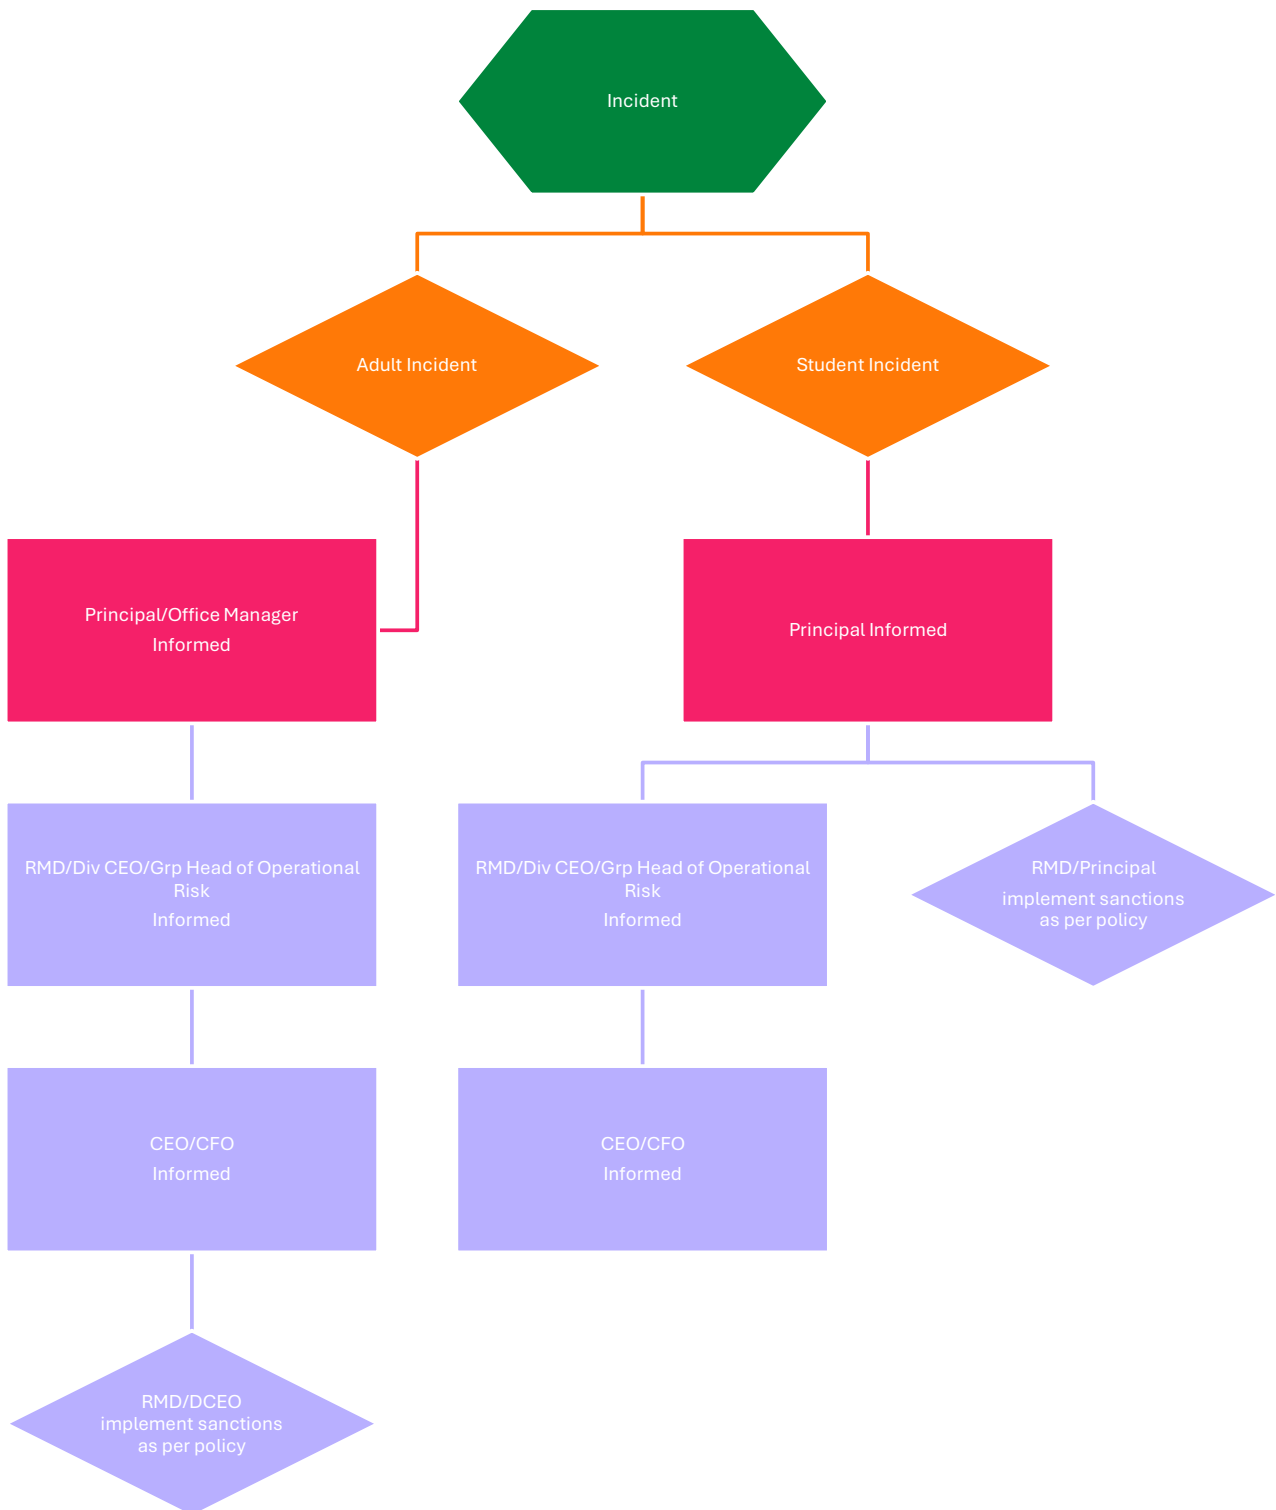 Incident
Adult Incident
Student Incident
Principal/Office Manager
Informed
Principal Informed
RMD/Div CEO/Grp Head of Operational
Risk
Informed
RMD/Div CEO/Grp Head of Operational
Risk
Informed
RMD/Principal
implement sanctions
as per policy
CEO/CFO
Informed
CEO/CFO
Informed
RMD/DCEO
implement sanctions
as per policy